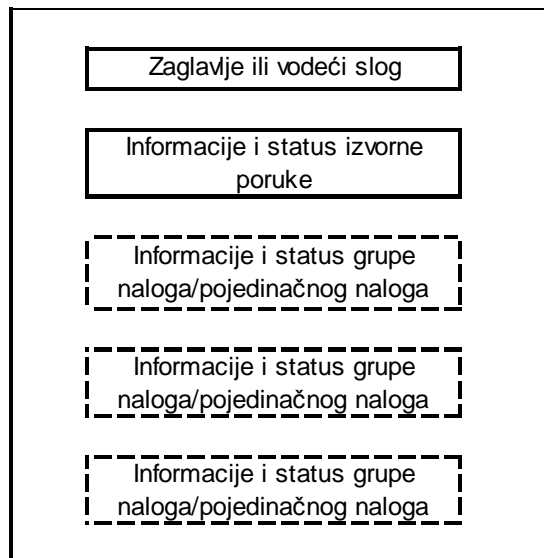 Zaglavlje ili vodeći slog
Informacije i status izvorne
poruke
Informacije i status grupe
naloga/pojedinačnog naloga
Informacije i status grupe
naloga/pojedinačnog naloga
Informacije i status grupe
naloga/pojedinačnog naloga